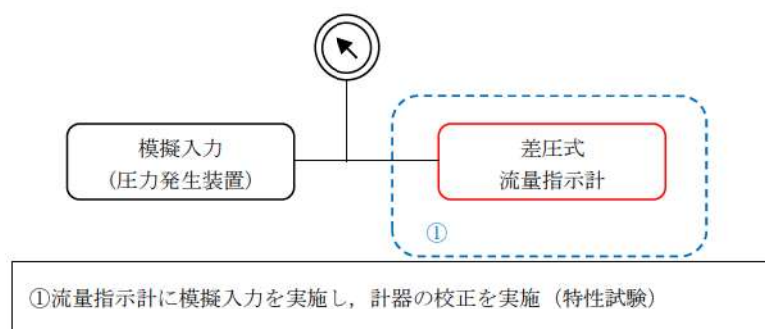 模擬入力
（圧力発生装置）
差圧式
流量指示計
①
①流量指示計に模擬入力を実施し，計器の校正を実施（特性試験）